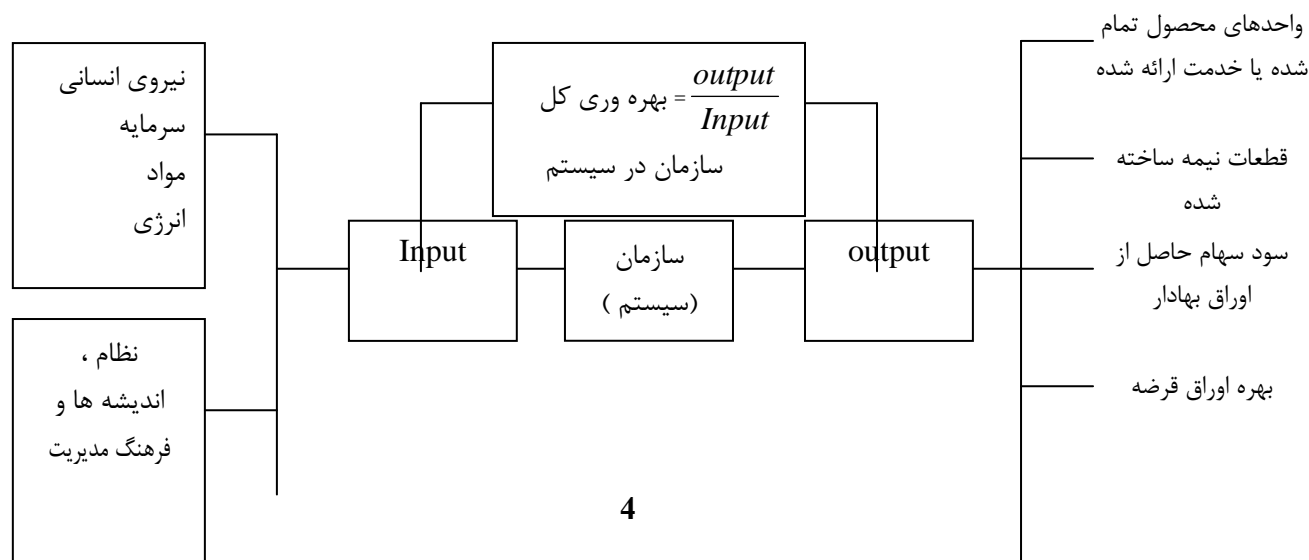 واحدهای محصول تمام
شده یا خدمت ارائه شده
قطعات نیمه ساخته
شده
سود سهام حاصل از
اوراق بهادار
بهره اوراق قرضه
output
بهره وری کل = output / Input
سازمان در سیستم
سازمان
(سیستم )
Input
نیروی انسانی
سرمایه
مواد
انرژی
نظام ،
اندیشه ها و
فرهنگ مدیریت
4